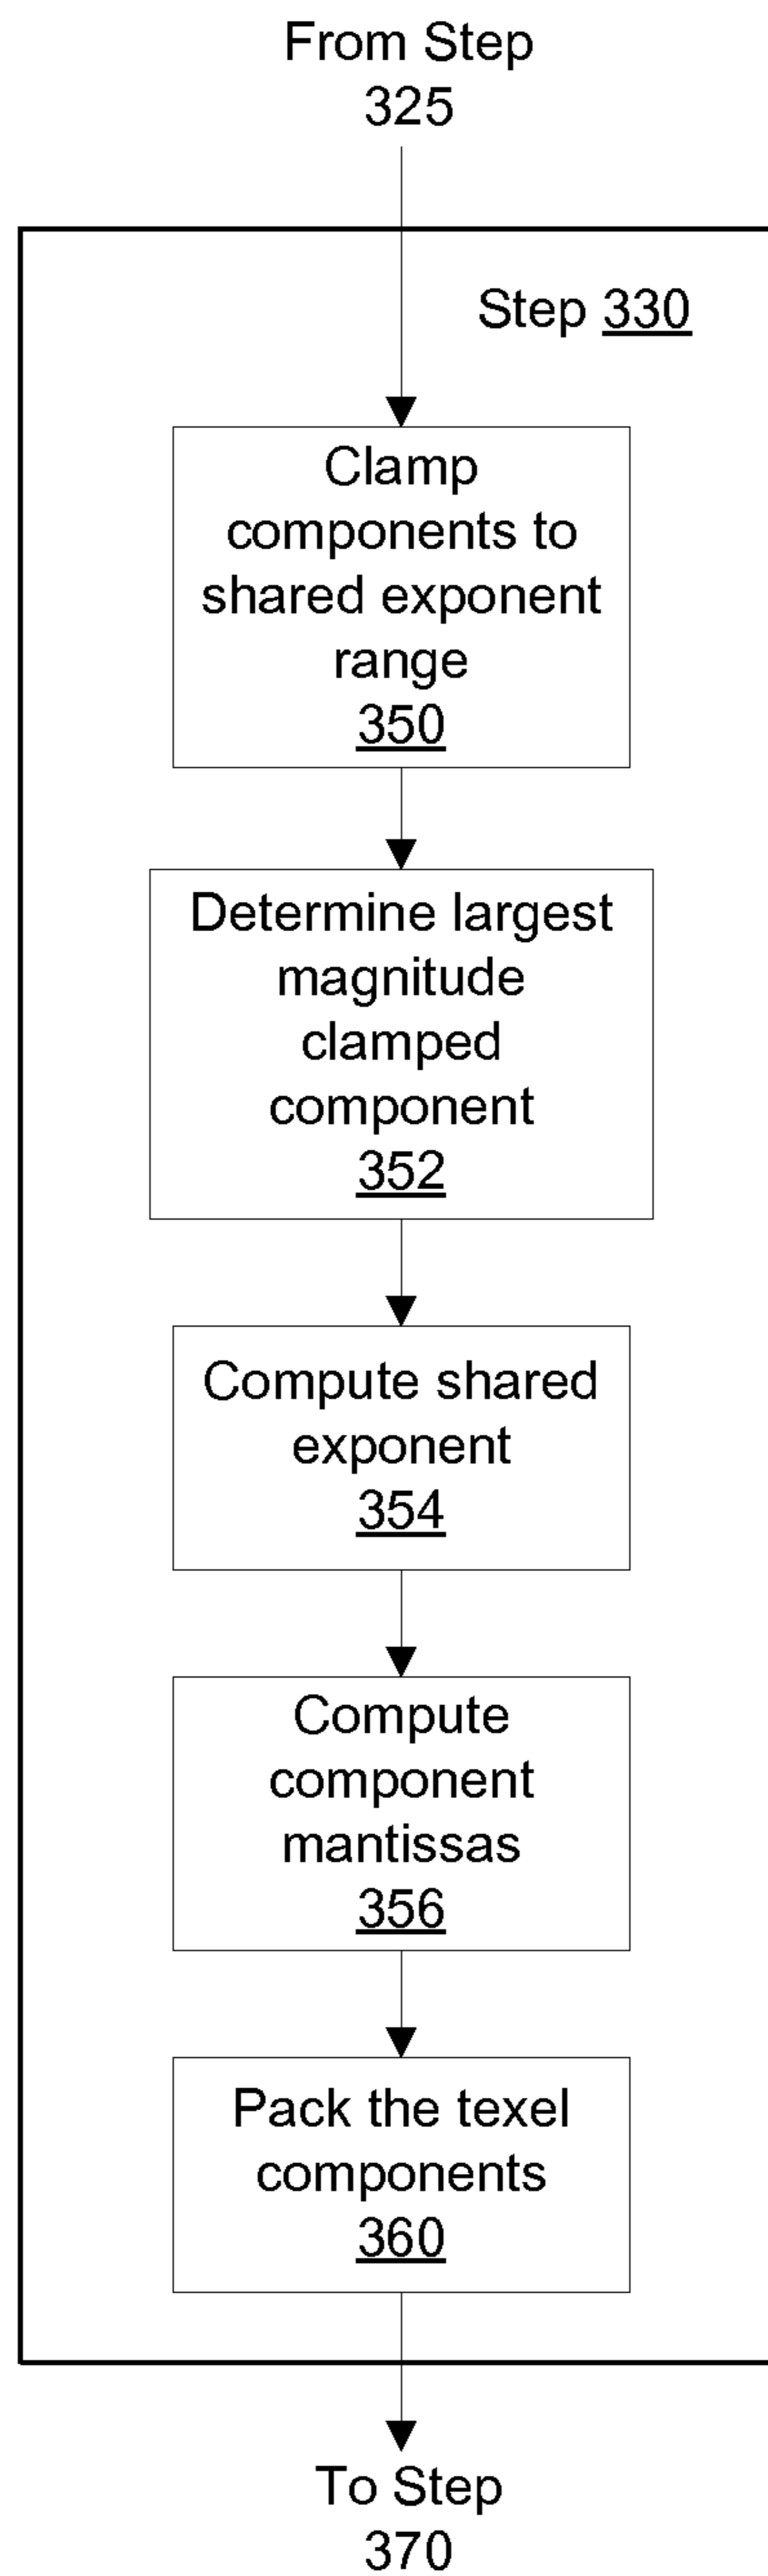 From Step
325
Step 330
Clamp
components to
shared exponent
range
350
Determine largest
magnitude
clamped
component
352
Compute shared
exponent
354
Compute
component
mantissas
356
Pack the texel
components
360
To Step
370